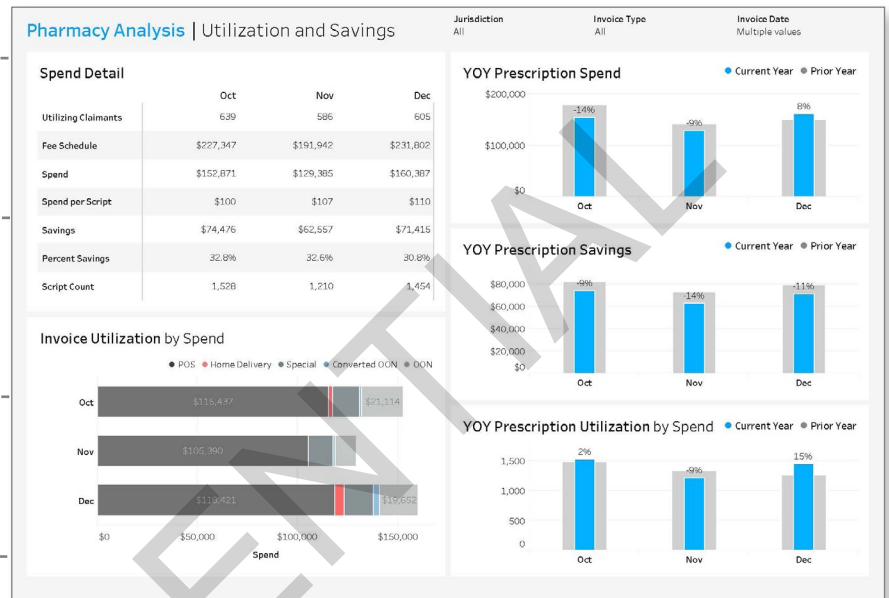 Pharmacy Analysis | Utilization and Savings
Jurisdiction
All
Invoice Type
All
Invoice Date
Multiple values
Spend Detail
Oct Nov Dec
Utilizing Claimants 639 586 605
Fee Schedule $227,347 $191,942 $231,802
Spend $152,871 $129,385 $160,387
Spend per Script $100 $107 $110
Savings $74,476 $62,557 $71,415
Percent Savings 32.8% 32.6% 30.8%
Script Count 1,528 1,210 1,454
Invoice Utilization by Spend
POS Home Delivery Special Converted OON OON
Oct $115,437 $21,114
Nov $105,390
Dec
$0 $50,000 $100,000 $150,000
Spend
YOY Prescription Spend
Current Year Prior Year
$200,000
$100,000
$0
-14% -9% 8%
Oct Nov Dec
YOY Prescription Savings
Current Year Prior Year
$80,000
$60,000
$40,000
$20,000
$0
-9% -14% -11%
Oct Nov Dec
YOY Prescription Utilization by Spend
Current Year Prior Year
1,500
1,000
500
0
2% -9% 15%
Oct Nov Dec
ENTIAL